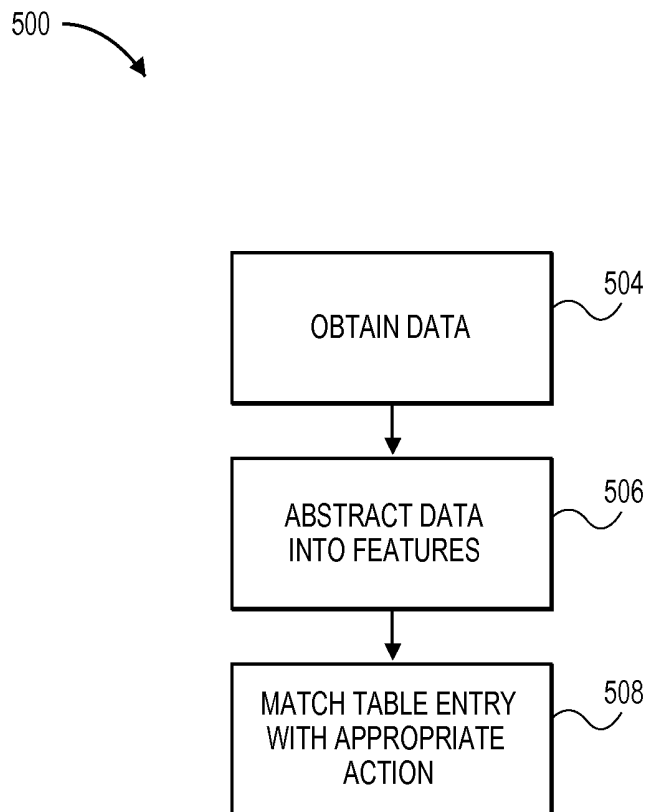 500
504
OBTAIN DATA
506
ABSTRACT DATA
INTO FEATURES
508
MATCH TABLE ENTRY
WITH APPROPRIATE
ACTION